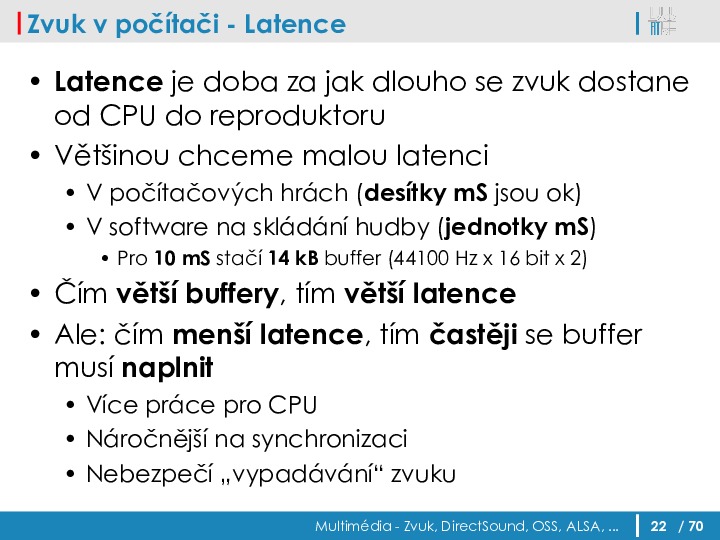 Zvuk v počítači - Latence
• Latence je doba za jak dlouho se zvuk dostane
od CPU do reproduktoru
• Většinou chceme malou latenci
• V počítačových hrách (desítky mS jsou ok)
• V software na skládání hudby (jednotky mS)
• Pro 10 mS stačí 14 kB buffer (44100 Hz x 16 bit x 2)
• Čím větší buffery, tím větší latence
• Ale: čím menší latence, tím častěji se buffer
musí naplnit
• Více práce pro CPU
• Náročnější na synchronizaci
• Nebezpečí „vypadávání“ zvuku
Multimédia - Zvuk, DirectSound, OSS, ALSA, ... 22 / 70